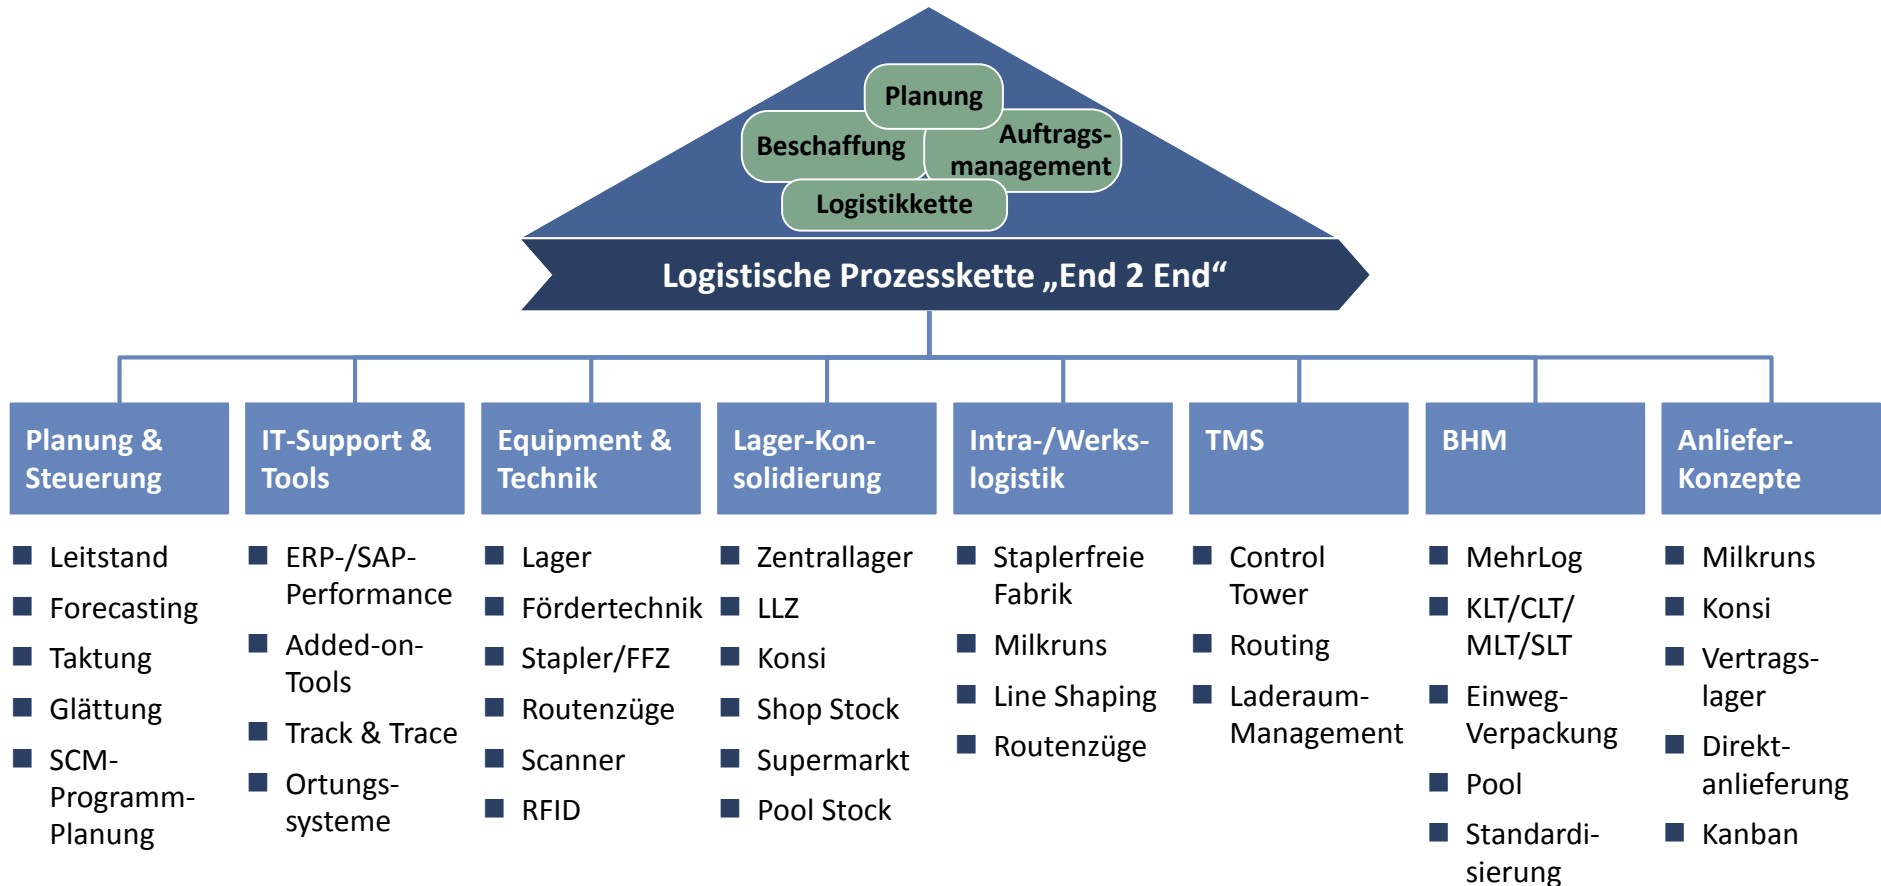 Planung
Beschaffung
Auftrags-
management
Logistikkette
Logistische Prozesskette „End 2 End“
Planung &
Steuerung
Leitstand
Forecasting
Taktung
Glättung
SCM-
Programm-
Planung
IT-Support &
Tools
ERP-/SAP-
Performance
Added-on-
Tools
Track & Trace
Ortungs-
systeme
Equipment &
Technik
Lager
Fördertechnik
Stapler/FFZ
Routenzüge
Scanner
RFID
Lager-Kon-
solidierung
Zentrallager
LLZ
Konsi
Shop Stock
Supermarkt
Pool Stock
Intra-/Werks-
logistik
Staplerfreie
Fabrik
Milkruns
Line Shaping
Routenzüge
TMS
Control
Tower
Routing
Laderaum-
Management
BHM
MehrLog
KLT/CLT/
MLT/SLT
Einweg-
Verpackung
Pool
Standardi-
sierung
Anliefer-
Konzepte
Milkruns
Konsi
Vertrags-
lager
Direkt-
anlieferung
Kanban